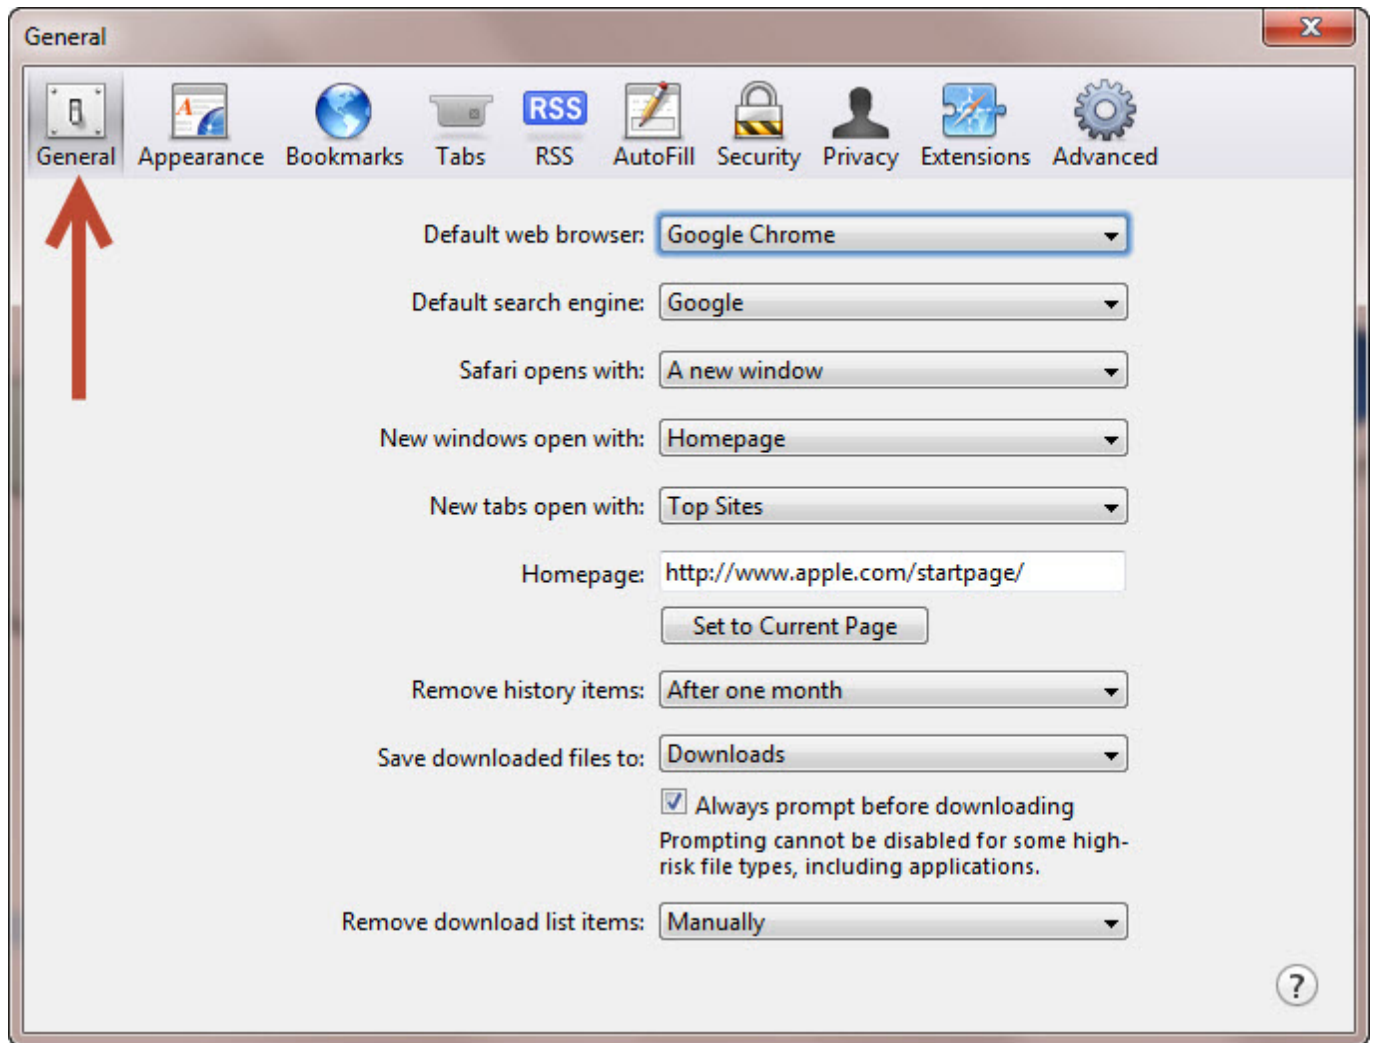 General
General Appearance Bookmarks Tabs RSS RSS AutoFill Security Privacy Extensions Advanced
Default web browser: Google Chrome
Default search engine: Google
Safari opens with: A new window
New windows open with: Homepage
New tabs open with: Top Sites
Homepage: http://www.apple.com/startpage/
Set to Current Page
Remove history items: After one month
Save downloaded files to: Downloads
Always prompt before downloading
Prompting cannot be disabled for some high-
risk file types, including applications.
Remove download list items: Manually
?